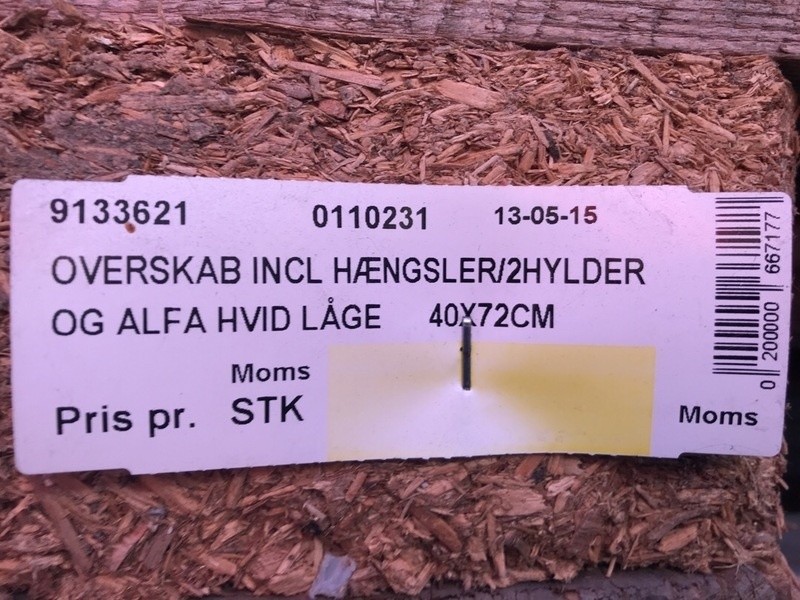 9133621 0110231 13-05-15
OVERSKAB INCL HÆNGSLER/2HYLDER
OG ALFA HVID LÅGE 40X72CM
Moms
Pris pr. STK
Moms
0 200000 667177